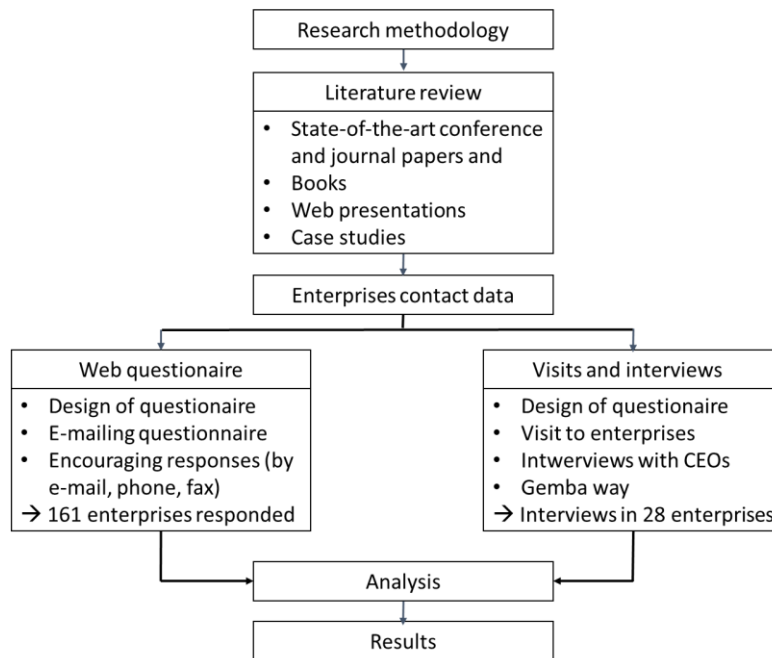 Research methodology
Literature review
• State-of-the-art conference
and journal papers and
• Books
• Web presentations
• Case studies
Enterprises contact data
Web questionaire
• Design of questionaire
• E-mailing questionnaire
• Encouraging responses (by
e-mail, phone, fax)
→ 161 enterprises responded
Visits and interviews
• Design of questionaire
• Visit to enterprises
• Intwerviews with CEOs
• Gemba way
→ Interviews in 28 enterprises
Analysis
Results